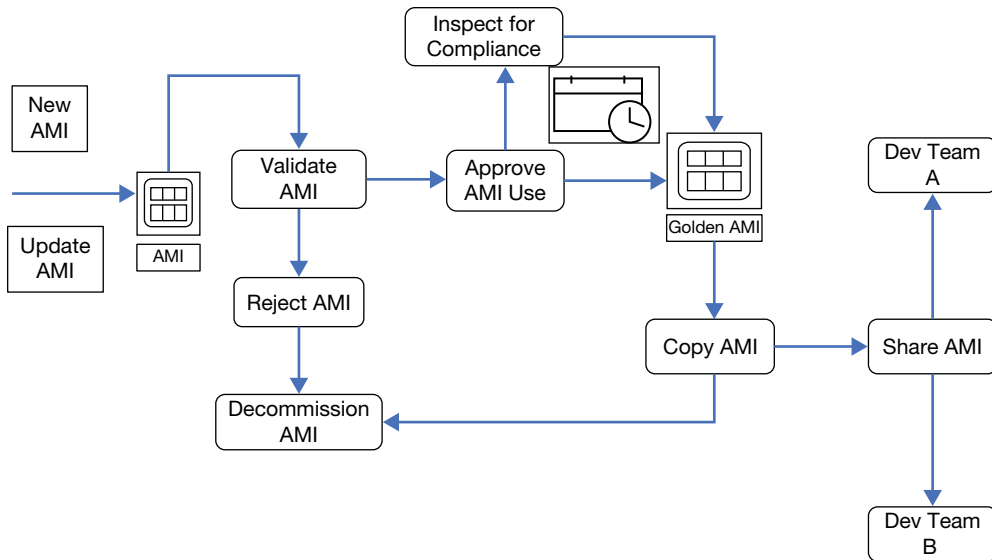 New
AMI
Update
AMI
AMI
Validate
AMI
Reject AMI
Decommission
AMI
Inspect for
Compliance
Approve
AMI Use
Golden AMI
Copy AMI
Share AMI
Dev Team
A
Dev Team
B